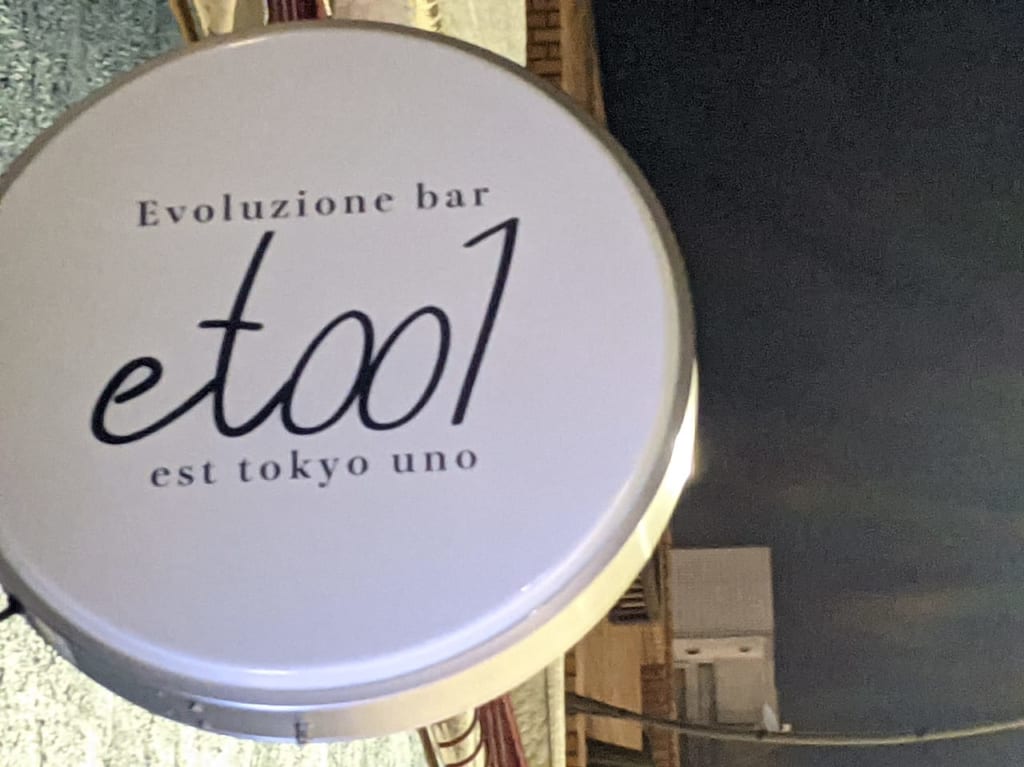 Evoluzione bar
etoo1
est tokyo uno